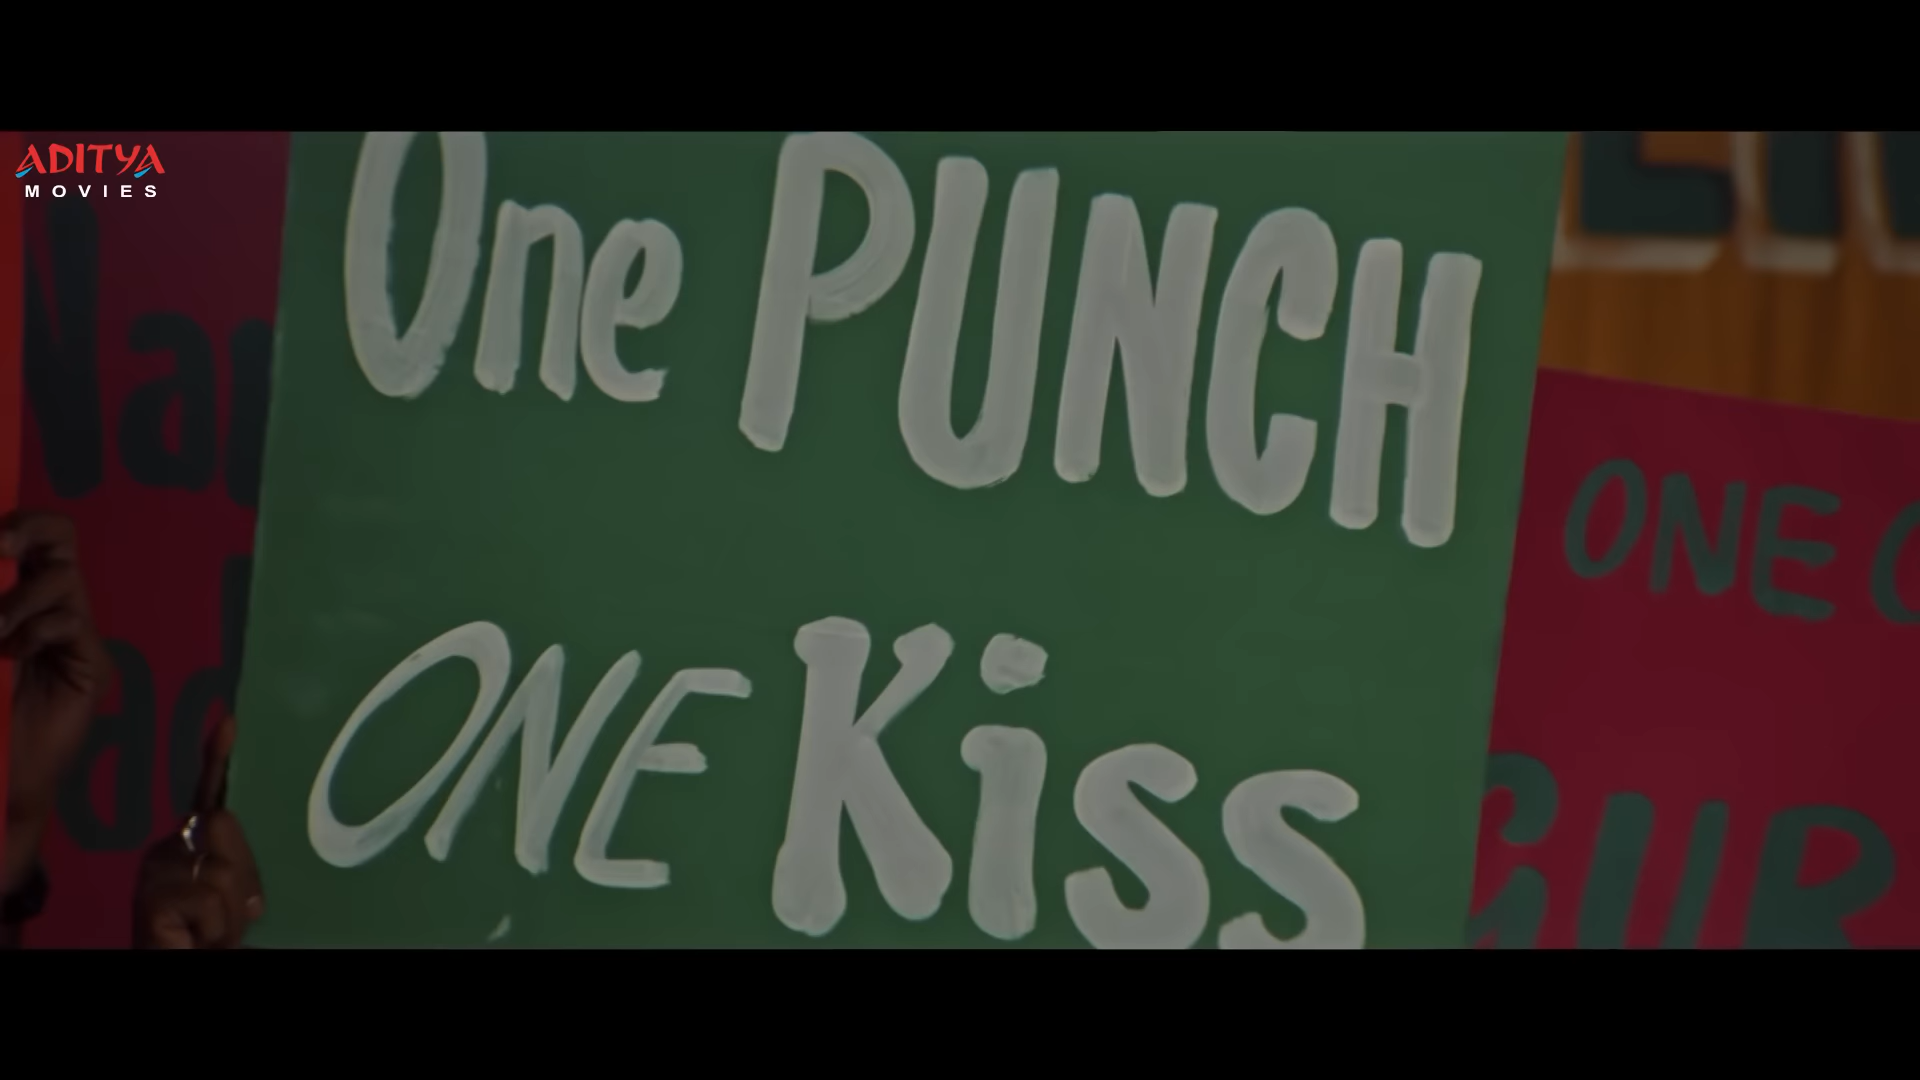 ADITYA
MOVIES
One PUNCH
ONE Kiss
ONE